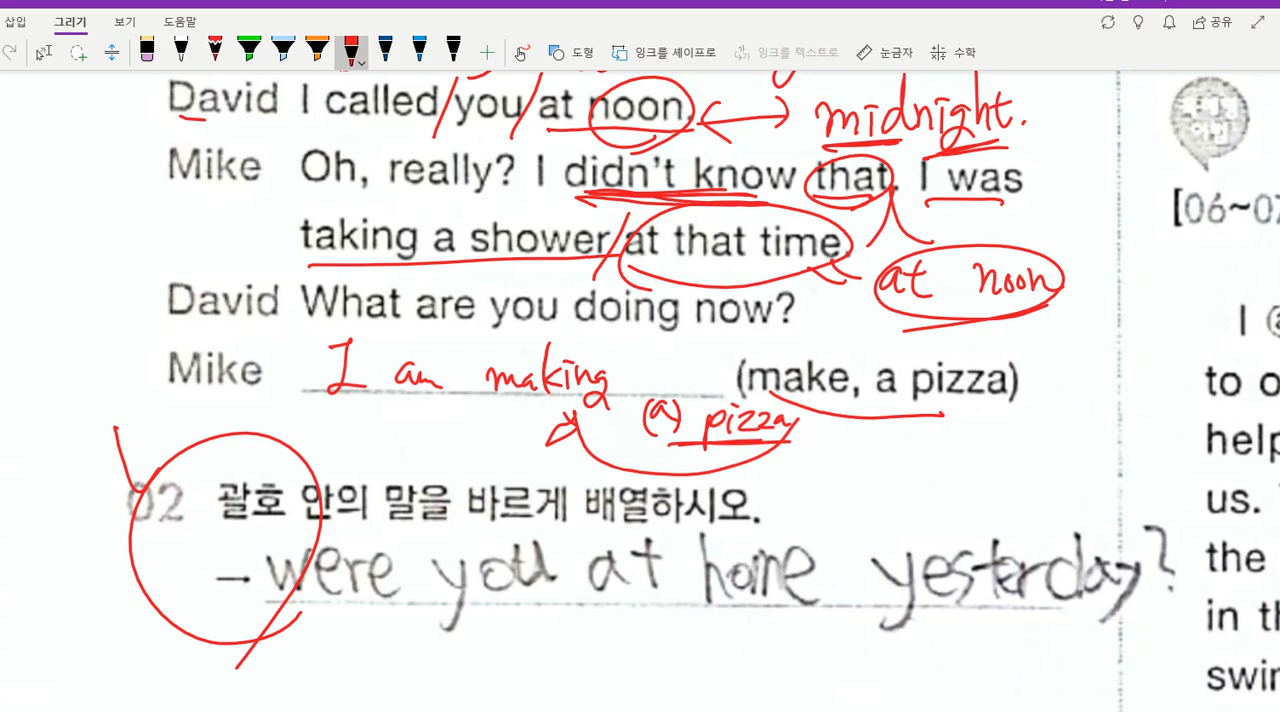 삽입 그리기 보기 도움말 공유
도형 잉크를 셰이프로 잉크를 텍스트로 눈금자 수학
David I called you at noon. midnight.
Mike Oh, really? I didn't know that. I was
taking a shower at that time.
at noon
David What are you doing now?
Mike I am making (make, a pizza)
(a) pizza
02 괄호 안의 말을 바르게 배열하시오.
→ were you at home yesterday?
[06~0
I
to o
help
us.
the
in th
swin